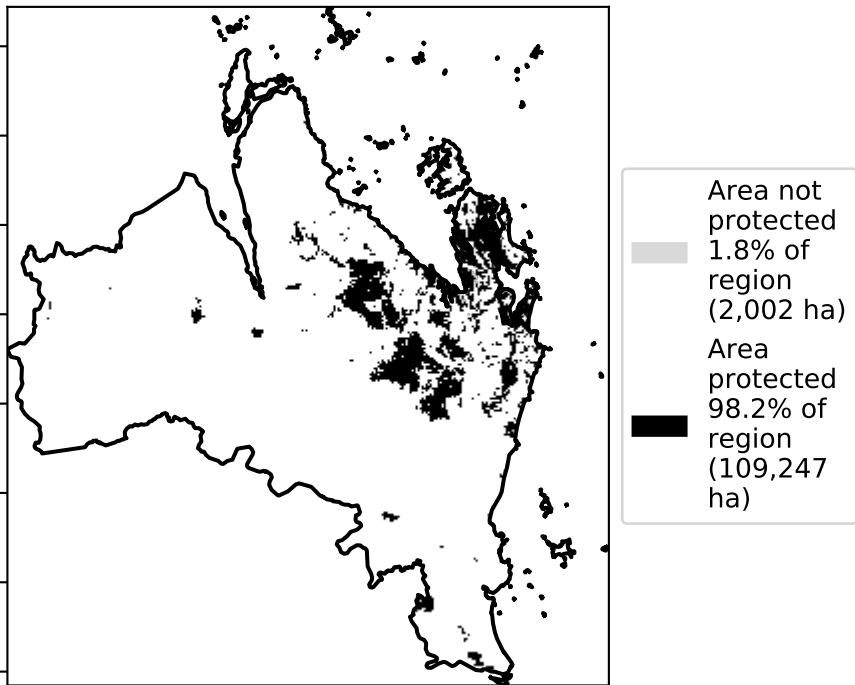 Area not
protected
1.8% of
region
(2,002 ha)
Area
protected
98.2% of
region
(109,247
ha)